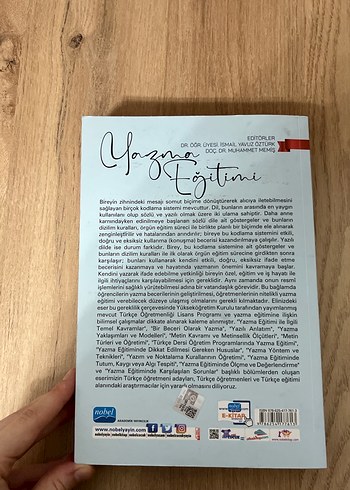 EDİTÖRLER
DR. ÖĞR. ÜYESİ. İSMAİL YAVUZ ÖZTÜRK
DOÇ. DR. MUHAMMET MEMİŞ
Yazma
Eğitimi
Bireyin zihnindeki mesajı somut biçime dönüştürerek alıcıya iletebilmesini
sağlayan birçok kodlama sistemi mevcuttur. Dil, bunların arasında en yaygın
kullanılanı olup sözlü ve yazılı olmak üzere iki ulama sahiptir. Daha anne
karnındayken edinilmeye başlanan sözlü dile ait göstergeler ve bunların
dizilim kuralları, örgün eğitim süreci ile birlikte planlı bir biçimde ele alınarak
zenginleştirilir ve hatalarından arındırılır; bireye bu kodlama sistemini etkili,
doğru ve eksiksiz kullanma (konuşma) becerisi kazandırılmaya çalışılır. Yazılı
dilde ise durum farklıdır. Birey, bu kodlama sistemine ait göstergeler ve
bunların dizilim kuralları ile ilk olarak örgün eğitim sürecine girdikten sonra
karşılaşır; bunları kullanarak kendini etkili, doğru, eksiksiz ifade etme
becerisini kazanmaya ve hayatında yazmanın önemini kavramaya başlar.
Kendini yazarak ifade edebilme yetkinliği bireyin özel, eğitim ve iş hayatı ile
ilgili ihtiyaçlarını karşılayabilmesi için gereklidir. Aynı zamanda onun resmî
işlemlerini sağlıklı yürütebilmesi adına bir vatandaşlık görevidir. Bu bağlamda
öğrencilerin yazma becerilerinin geliştirilmesi, öğretmenlerinin nitelikli yazma
eğitimi verebilecek düzeye ulaşmış olmalarını gerekli kılmaktadır. Elinizdeki
eser bu gereklilik çerçevesinde Yükseköğretim Kurulu tarafından yayımlanmış
mevcut Türkçe Öğretmenliği Lisans Programı ve yazma eğitimine ilişkin
bilimsel çalışmalar dikkate alınarak kaleme alınmıştır. "Yazma Eğitimi ile İlgili
Temel Kavramlar", "Bir Beceri Olarak Yazma", "Yazılı Anlatım", "Yazma
Yaklaşımları ve Modelleri", "Metin Kavramı ve Metinsellik Ölçütleri", "Metin
Türleri ve Öğretimi", "Türkçe Dersi Öğretim Programlarında Yazma Eğitimi",
"Yazma Eğitiminde Dikkat Edilmesi Gereken Hususlar", "Yazma Yöntem ve
Teknikleri", "Yazım ve Noktalama Kurallarının Öğretimi", "Yazma Eğitiminde
Tutum, Kaygı veya Algı Tespiti", "Yazma Eğitiminde Ölçme ve Değerlendirme"
ve "Yazma Eğitiminde Karşılaşılan Sorunlar" başlıklı bölümlerden oluşan
eserimizin Türkçe öğretmeni adayları, Türkçe öğretmenleri ve Türkçe eğitimi
alanındaki araştırmacılar için yararlı olmasını diliyoruz.
nobel
www.nobelyayin.com
E-KİTAP